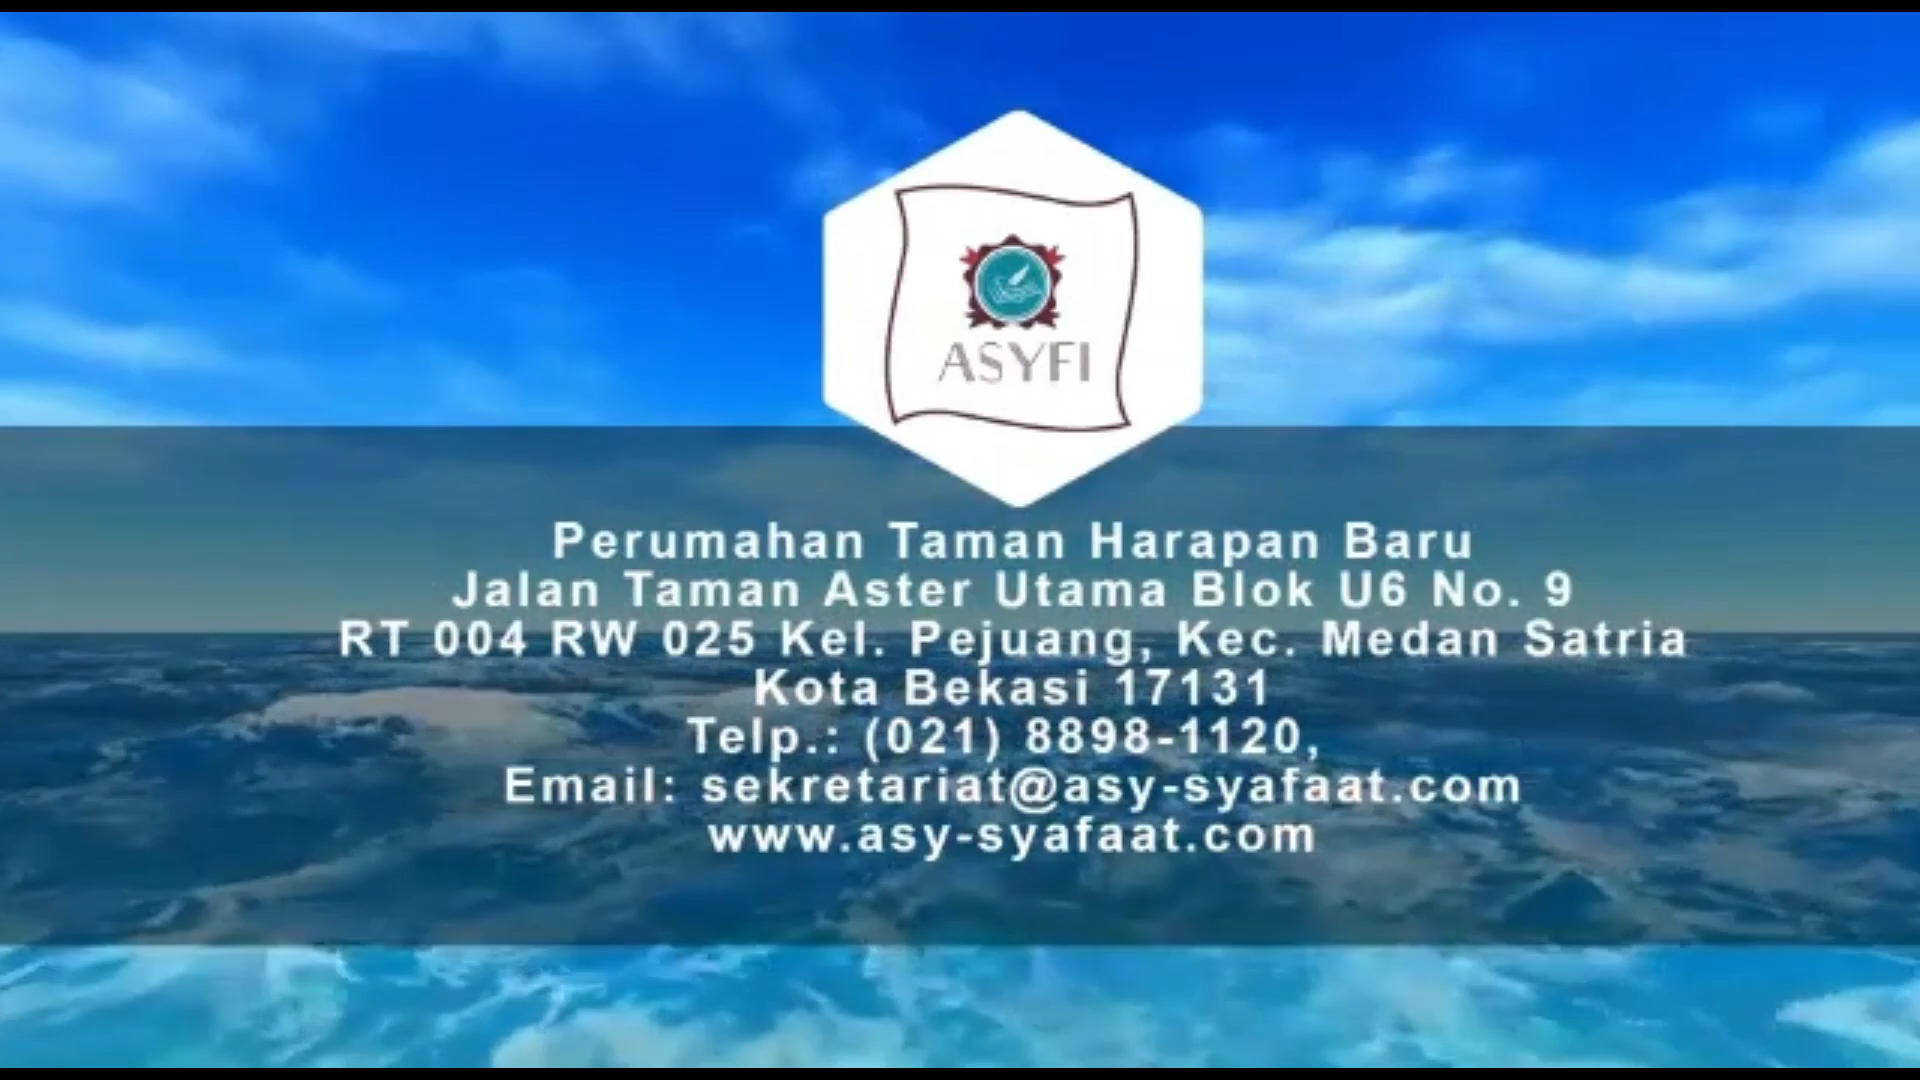 ASYFI
Perumahan Taman Harapan Baru
Jalan Taman Aster Utama Blok U6 No. 9
RT 004 RW 025 Kel. Pejuang, Kec. Medan Satria
Kota Bekasi 17131
Telp.: (021) 8898-1120,
Email: sekretariat@asy-syafaat.com
www.asy-syafaat.com